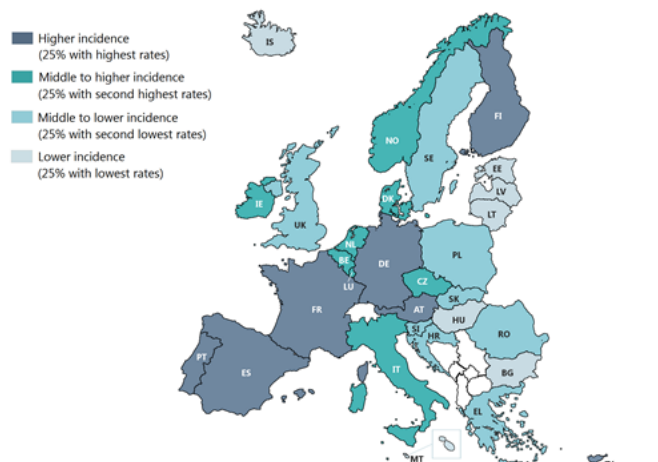 IS
Higher incidence
(25% with highest rates)
Middle to higher incidence
(25% with second highest rates)
Middle to lower incidence
(25% with second lowest rates)
Lower incidence
(25% with lowest rates)
FI
NO
SE
EE
LV
LT
DK
IE
UK
NL
BE
PL
DE
LU
CZ
SK
FR
AT
HU
SI
HR
RO
PT
ES
IT
BG
EL
MT